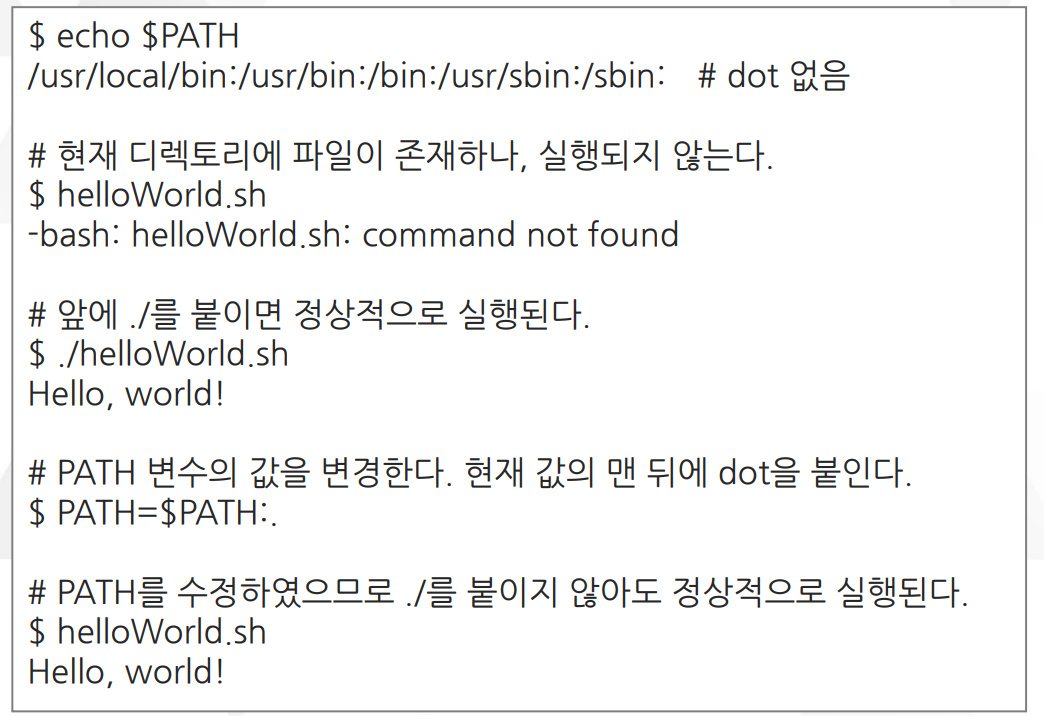 $ echo $PATH
/usr/local/bin:/usr/bin:/bin:/usr/sbin:/sbin: # dot 없음
# 현재 디렉토리에 파일이 존재하나, 실행되지 않는다.
$ helloWorld.sh
-bash: helloWorld.sh: command not found
# 앞에 ./를 붙이면 정상적으로 실행된다.
$ ./helloWorld.sh
Hello, world!
# PATH 변수의 값을 변경한다. 현재 값의 맨 뒤에 dot을 붙인다.
$ PATH=$PATH:.
# PATH를 수정하였으므로 ./를 붙이지 않아도 정상적으로 실행된다.
$ helloWorld.sh
Hello, world!